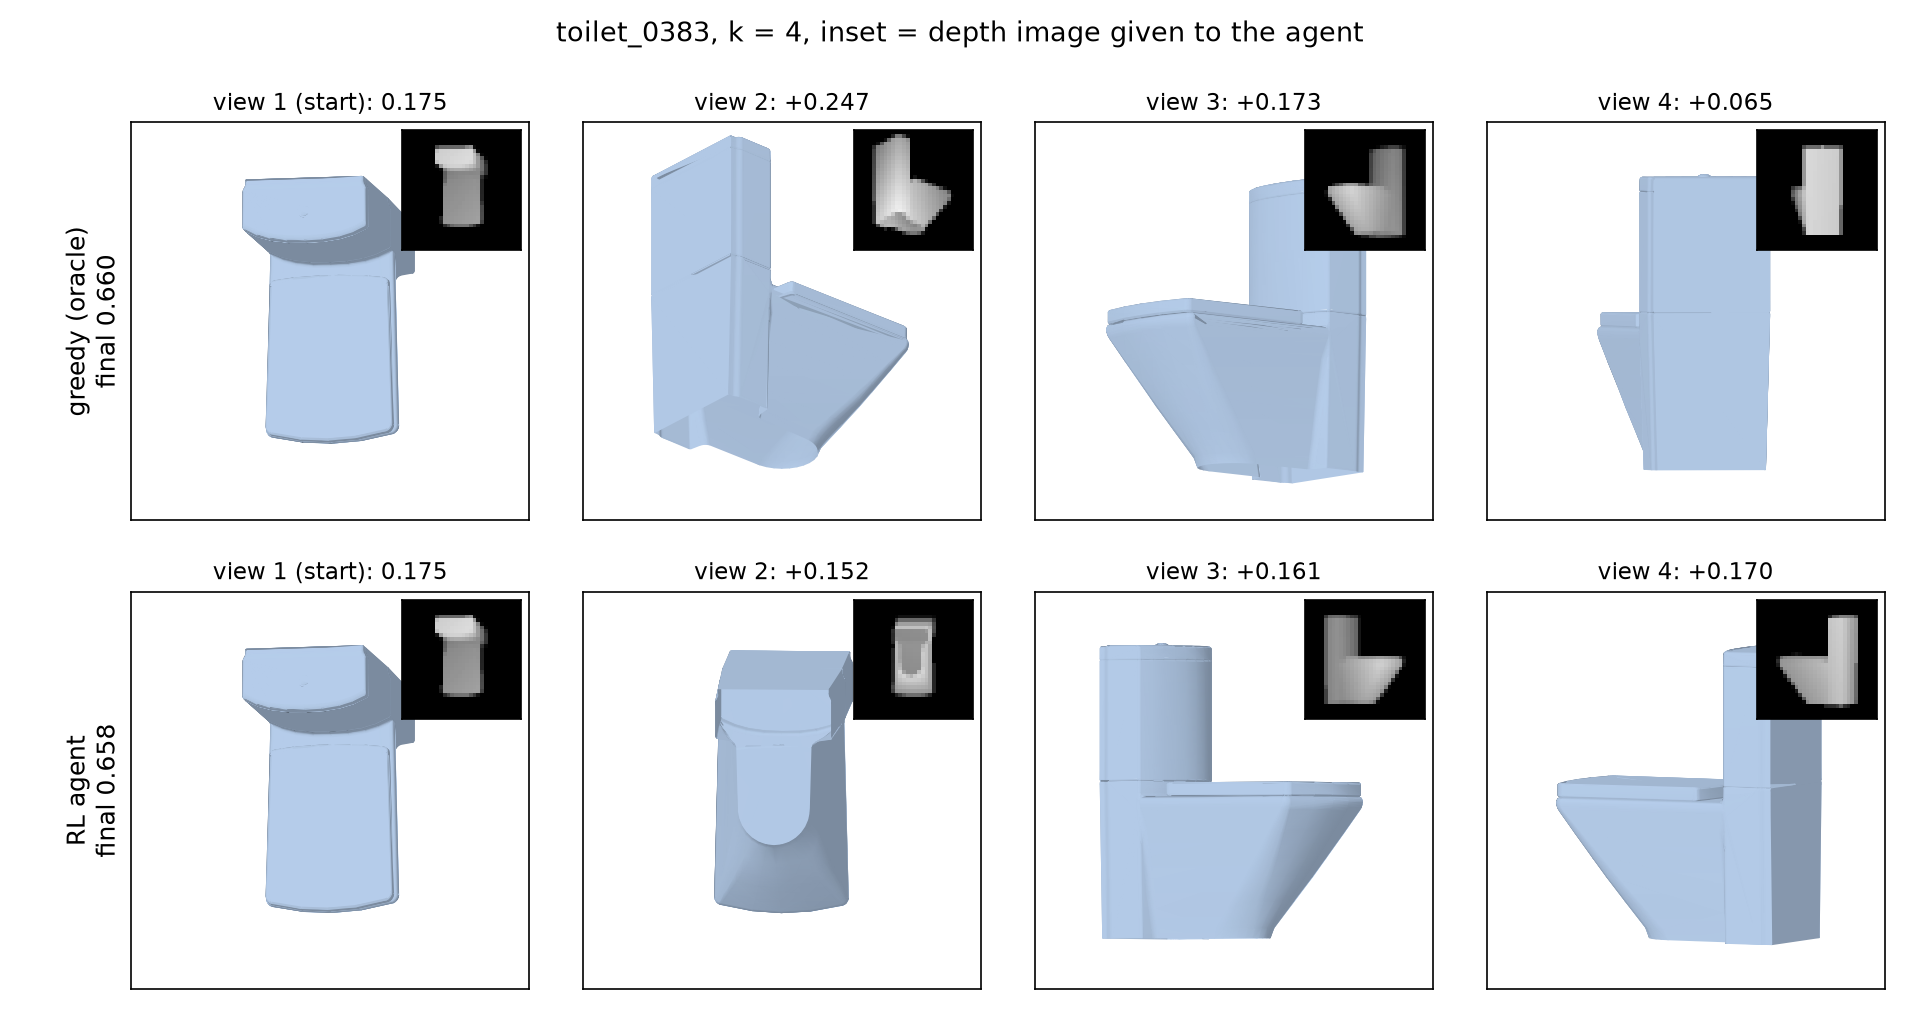 toilet_0383, k = 4, inset = depth image given to the agent
greedy (oracle)
final 0.660
view 1 (start): 0.175
view 2: +0.247
view 3: +0.173
view 4: +0.065
RL agent
final 0.658
view 1 (start): 0.175
view 2: +0.152
view 3: +0.161
view 4: +0.170